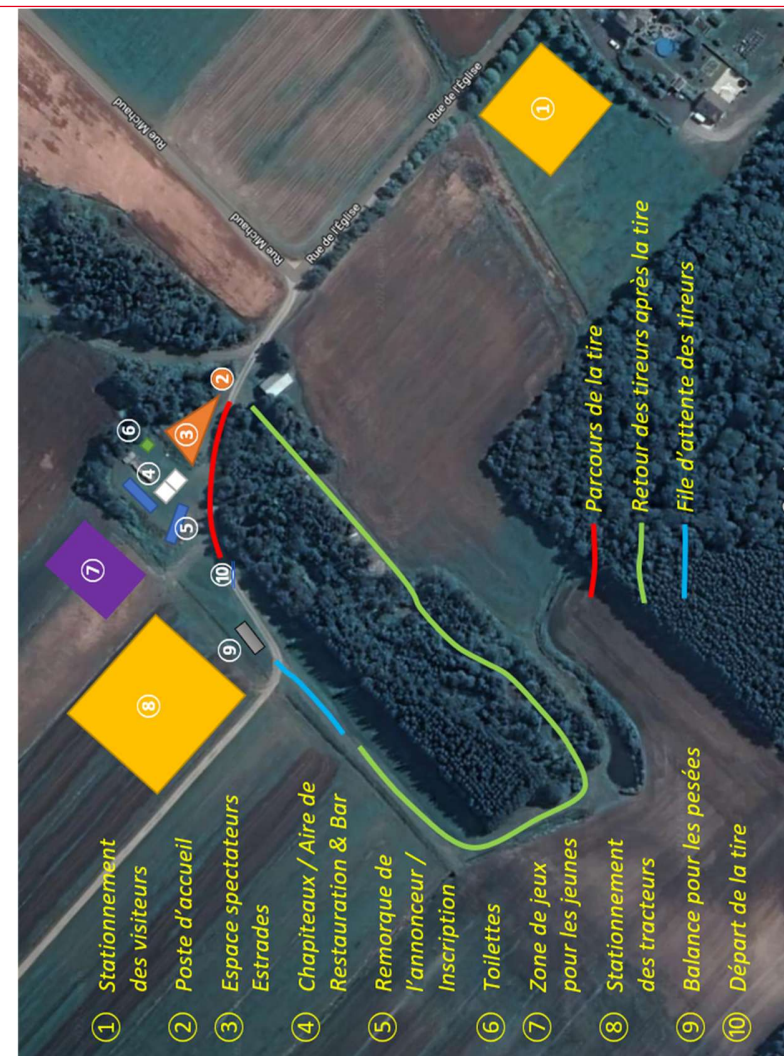 ① Stationnement
des visiteurs
② Poste d'accueil
③ Espace spectateurs
Estrades
④ Chapiteaux / Aire de
Restauration & Bar
⑤ Remorque de
l'annonceur /
Inscription
⑥ Toilettes
⑦ Zone de jeux
pour les jeunes
⑧ Stationnement
des tracteurs
⑨ Balance pour les pesées
⑩ Départ de la tire
⑧
⑨
⑩
⑦
⑤
④
⑥
③
②
①
Rue Michaud
Rue Michaud
Rue de l'Église
Rue de l'Église
Parcours de la tire
Retour des tireurs après la tire
File d'attente des tireurs